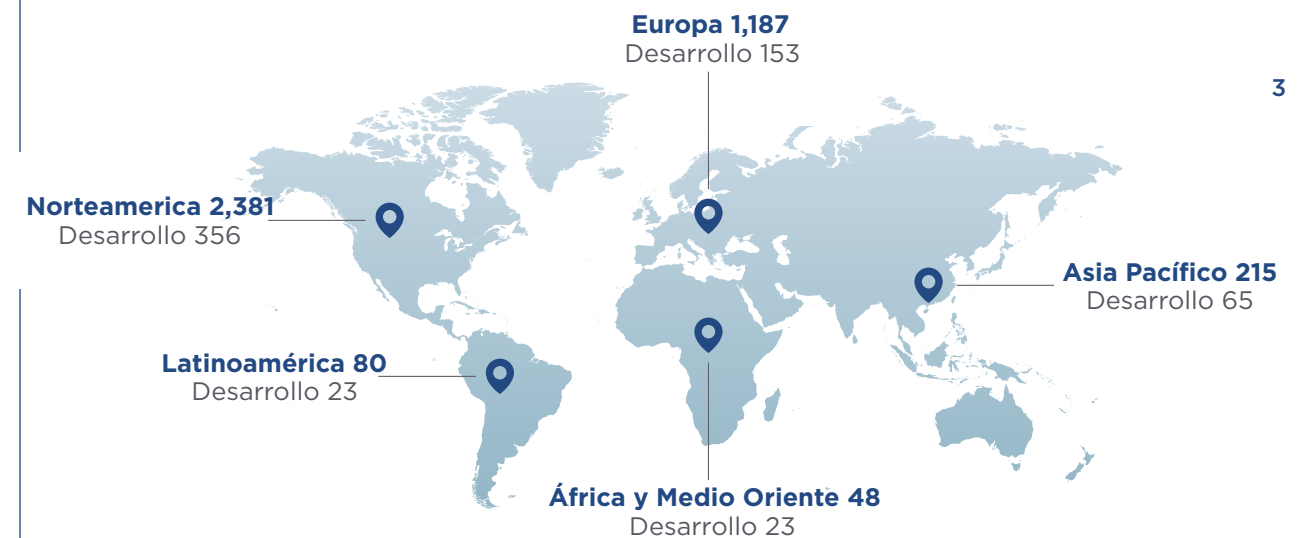 Europa 1,187
Desarrollo 153
3
Norteamerica 2,381
Desarrollo 356
Asia Pacífico 215
Desarrollo 65
Latinoamérica 80
Desarrollo 23
África y Medio Oriente 48
Desarrollo 23